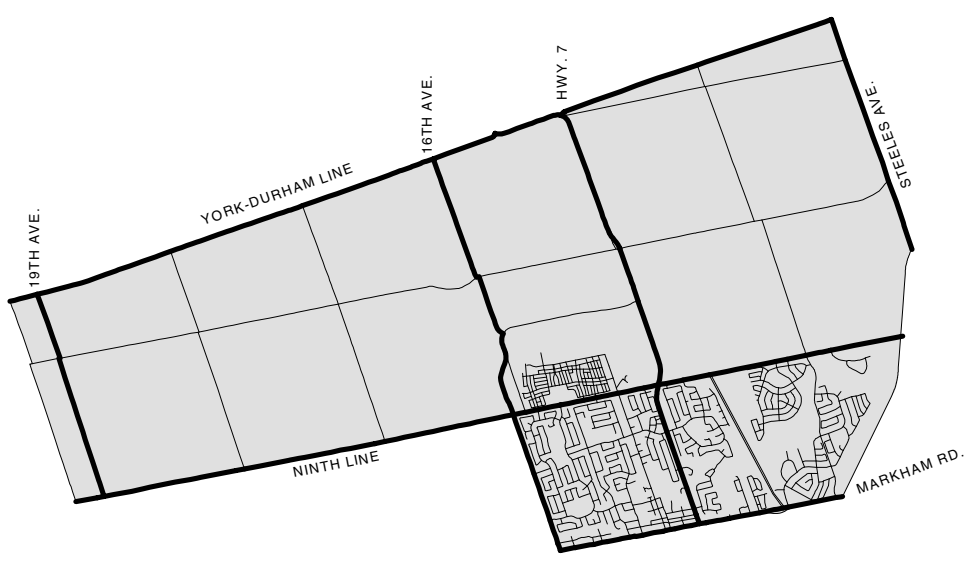 HWY. 7
16TH AVE.
STEELES AVE.
YORK-DURHAM LINE
19TH AVE.
NINTH LINE
MARKHAM RD.